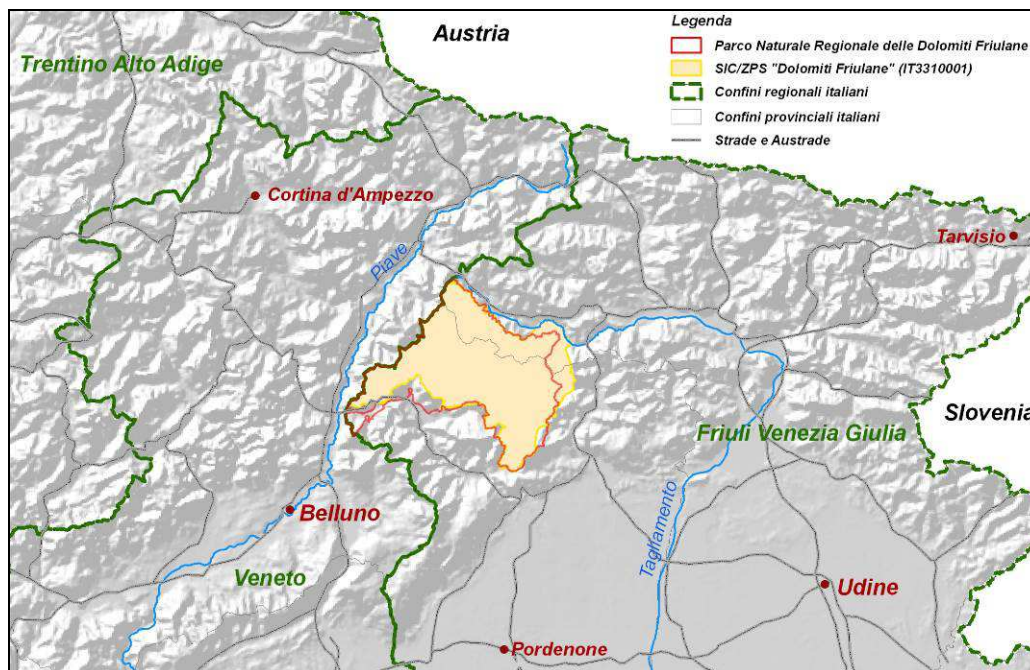 Austria
Legenda
Parco Naturale Regionale delle Dolomiti Friulane
SIC/ZPS "Dolomiti Friulane" (IT3310001)
Confini regionali italiani
Confini provinciali italiani
Strade e Austrade
Trentino Alto Adige
Cortina d'Ampezzo
Tarvisio
Piave
Slovenia
Friuli Venezia Giulia
Belluno
Tagliamento
Veneto
Udine
Pordenone